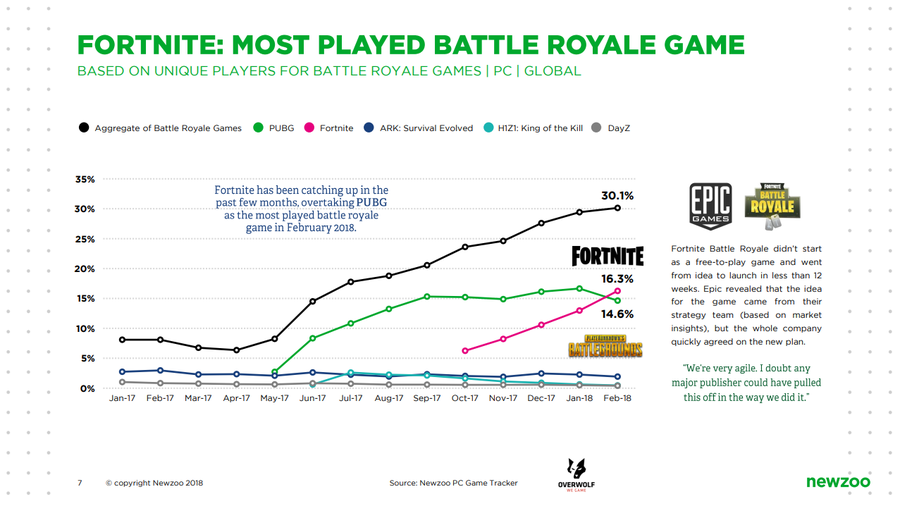 FORTNITE: MOST PLAYED BATTLE ROYALE GAME
BASED ON UNIQUE PLAYERS FOR BATTLE ROYALE GAMES | PC | GLOBAL
Aggregate of Battle Royale Games
PUBG
Fortnite
ARK: Survival Evolved
H1Z1: King of the Kill
DayZ
35%
30%
25%
20%
15%
10%
5%
0%
Fortnite has been catching up in the
past few months, overtaking PUBG
as the most played battle royale
game in February 2018.
30.1%
FORTNITE
16.3%
14.6%
PLAYERUNKNOWN'S
BATTLEGROUNDS
Jan-17 Feb-17 Mar-17 Apr-17 May-17 Jun-17 Jul-17 Aug-17 Sep-17 Oct-17 Nov-17 Dec-17 Jan-18 Feb-18
EPIC
GAMES
FORTNITE
BATTLE
ROYALE
Fortnite Battle Royale didn't start
as a free-to-play game and went
from idea to launch in less than 12
weeks. Epic revealed that the idea
for the game came from their
strategy team (based on market
insights), but the whole company
quickly agreed on the new plan.
"We're very agile. I doubt any
major publisher could have pulled
this off in the way we did it."
7
© copyright Newzoo 2018
Source: Newzoo PC Game Tracker
OVERWOLF
WE GAME
newzoo